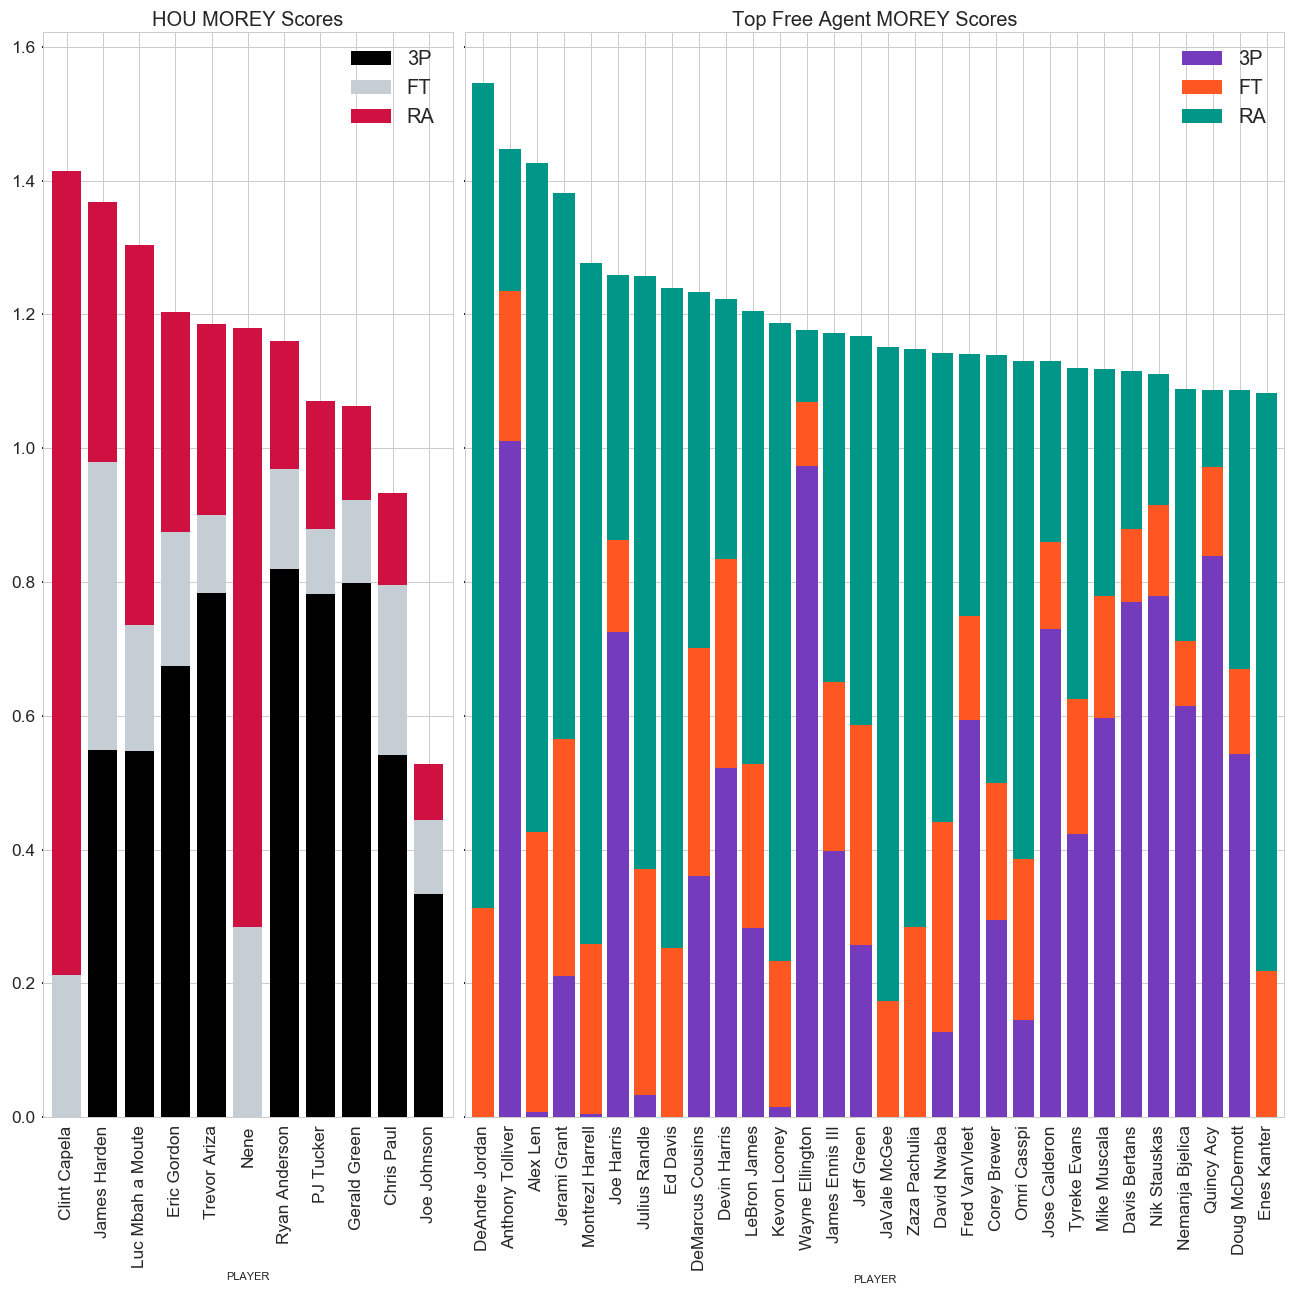 HOU MOREY Scores
Top Free Agent MOREY Scores
3P
FT
RA
3P
FT
RA
1.6
1.4
1.2
1.0
0.8
0.6
0.4
0.2
0.0
Clint Capela
James Harden
Luc Mbah a Moute
Eric Gordon
Trevor Ariza
Nene
Ryan Anderson
PJ Tucker
Gerald Green
Chris Paul
Joe Johnson
PLAYER
DeAndre Jordan
Anthony Tolliver
Alex Len
Jerami Grant
Montrezl Harrell
Joe Harris
Julius Randle
Ed Davis
DeMarcus Cousins
Devin Harris
LeBron James
Kevon Looney
Wayne Ellington
James Ennis III
Jeff Green
JaVale McGee
Zaza Pachulia
David Nwaba
Fred VanVleet
Corey Brewer
Omri Casspi
Jose Calderon
Tyreke Evans
Mike Muscala
Davis Bertans
Nik Stauskas
Nemanja Bjelica
Quincy Acy
Doug McDermott
Enes Kanter
PLAYER